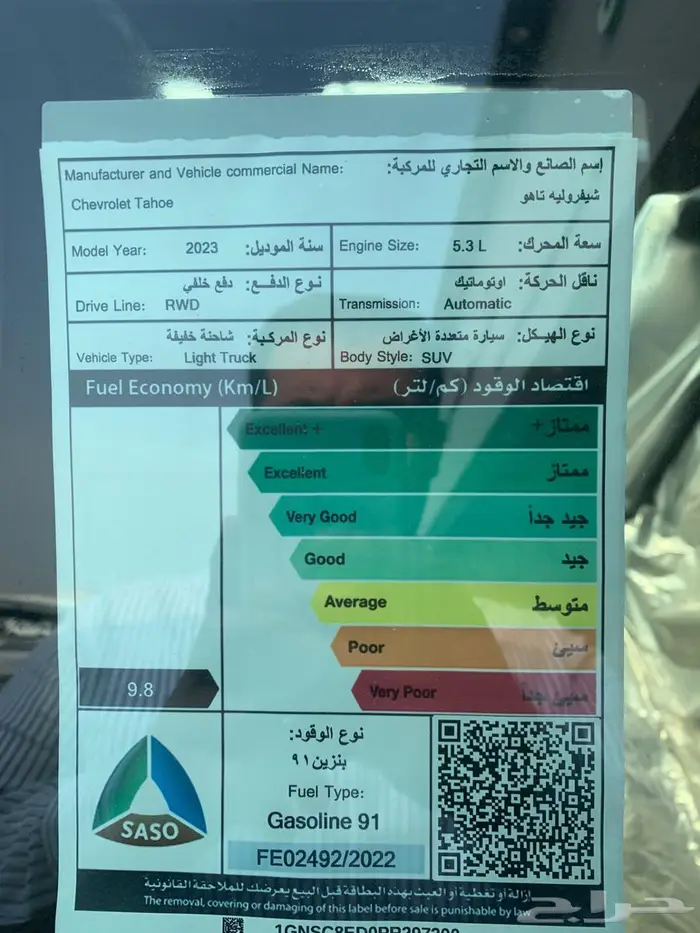 إسم الصانع والاسم التجاري للمركبة:
Manufacturer and Vehicle commercial Name:
شيفروليه تاهو
Chevrolet Tahoe
Model Year: 2023 سنة الموديل:
Engine Size: 5.3 L سعة المحرك:
نوع الدفع: دفع خلفي
Drive Line: RWD
ناقل الحركة: اوتوماتيك
Transmission: Automatic
نوع المركبة: شاحنة خفيفة
Vehicle Type: Light Truck
نوع الهيكل: سيارة متعددة الأغراض
Body Style: SUV
Fuel Economy (Km/L) اقتصاد الوقود (كم/لتر)
Excellent + ممتاز +
Excellent ممتاز
Very Good جيد جداً
Good جيد
Average متوسط
Poor سيئ
Very Poor سيئ جداً
9.8
SASO
نوع الوقود:
بنزين ٩١
Fuel Type:
Gasoline 91
FE02492/2022
إزالة أو تغطية أو العبث بهذه البطاقة قبل البيع يعرضك للملاحقة القانونية
The removal, covering or damaging of this label before sale is punishable by law
حراج